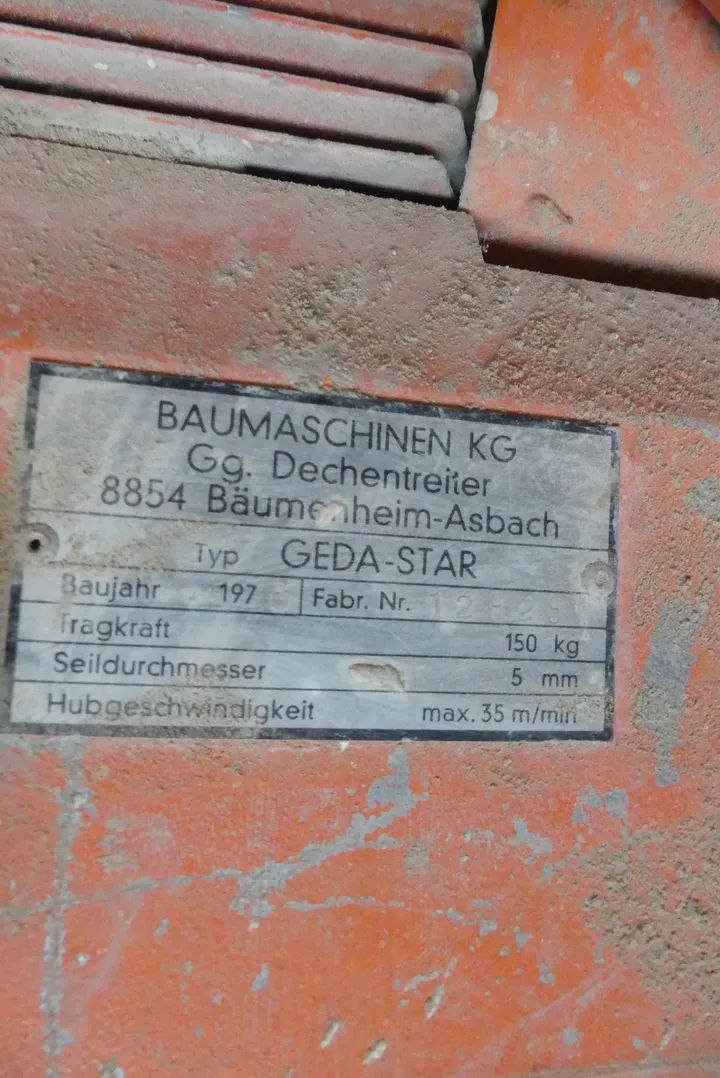 BAUMASCHINEN KG
Gg. Dechentreiter
8854 Bäumenheim-Asbach
Typ GEDA-STAR
Baujahr 197 Fabr. Nr.
Tragkraft 150 kg
Seildurchmesser 5 mm
Hubgeschwindigkeit max. 35 m/min